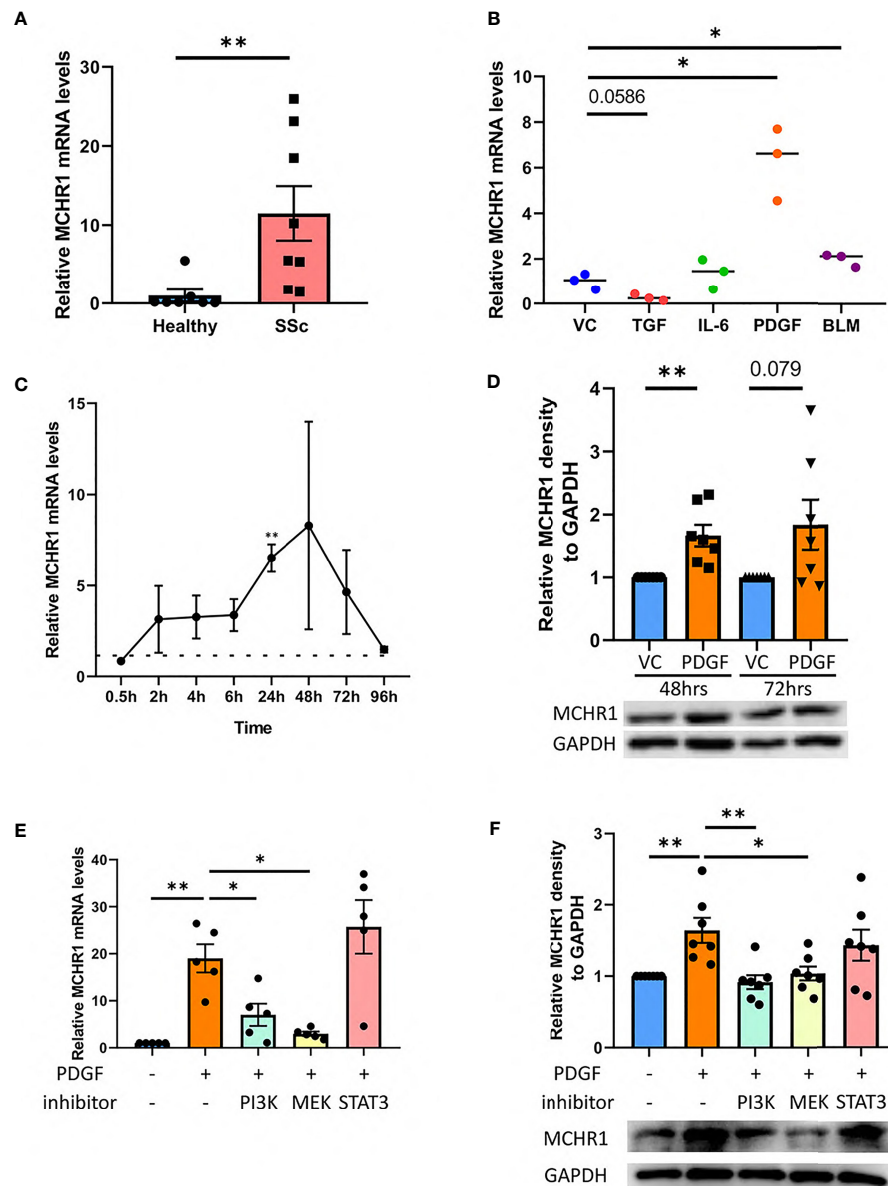 A
**
Relative MCHR1 mRNA levels
30
20
10
0
Healthy SSc
B
*
*
0.0586
Relative MCHR1 mRNA levels
10
8
6
4
2
0
VC TGF IL-6 PDGF BLM
C
Relative MCHR1 mRNA levels
15
10
5
0
**
0.5h 2h 4h 6h 24h 48h 72h 96h
Time
D
** 0.079
Relative MCHR1 density
to GAPDH
4
3
2
1
0
VC PDGF VC PDGF
48hrs 72hrs
MCHR1
GAPDH
E
*
** *
Relative MCHR1 mRNA levels
40
30
20
10
0
PDGF - + + + +
inhibitor - - PI3K MEK STAT3
F
**
** *
Relative MCHR1 density
to GAPDH
3
2
1
0
PDGF - + + + +
inhibitor - - PI3K MEK STAT3
MCHR1
GAPDH